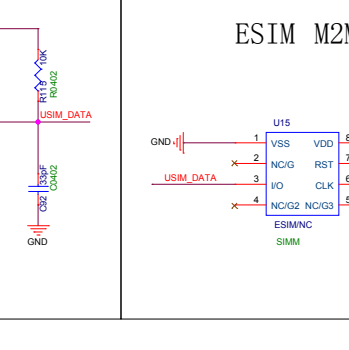 ESIM M2M
10K
R115
R0402
USIM_DATA
33pF
C92
C0402
GND
U15
GND
1 VSS VDD 8
2 NC/G RST 7
USIM_DATA
3 I/O CLK 6
4 NC/G2 NC/G3 5
ESIM/NC
SIMM